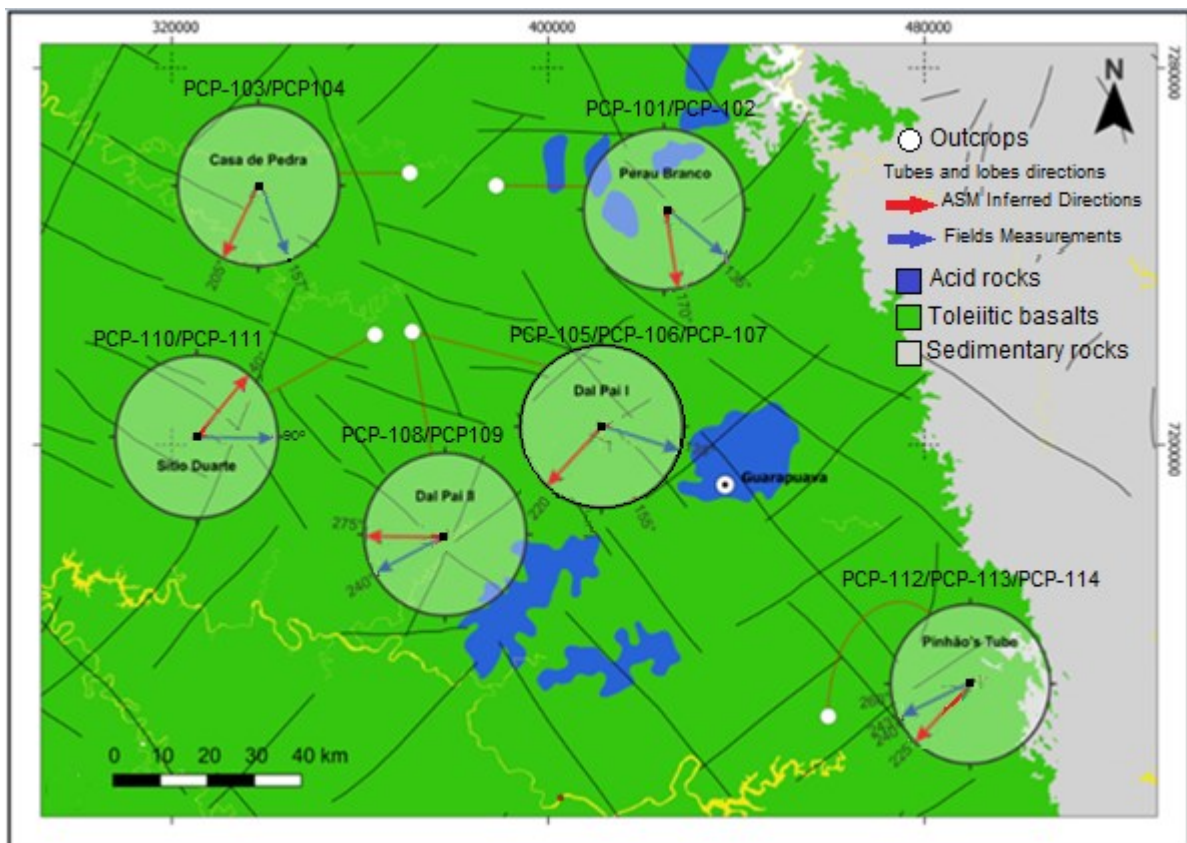 320000
400000
480000
7280000
N
PCP-103/PCP104
PCP-101/PCP-102
Outcrops
Casa de Pedra
Perau Branco
Tubes and lobes directions
ASM Inferred Directions
Fields Measurements
205°
157°
135°
170°
Acid rocks
Toleiitic basalts
Sedimentary rocks
PCP-110/PCP-111
PCP-105/PCP-106/PCP-107
40°
90º
Sítio Duarte
Dal Pai I
220
155°
7200000
PCP-108/PCP109
Dal Pai II
275°
240°
Guarapuava
PCP-112/PCP-113/PCP-114
Pinhão's Tube
240
225°
0 10 20 30 40 km